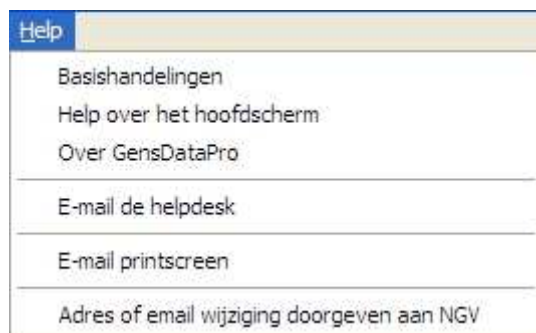 Help
Basishandelingen
Help over het hoofdscherm
Over GensDataPro
E-mail de helpdesk
E-mail printscreen
Adres of email wijziging doorgeven aan NGV